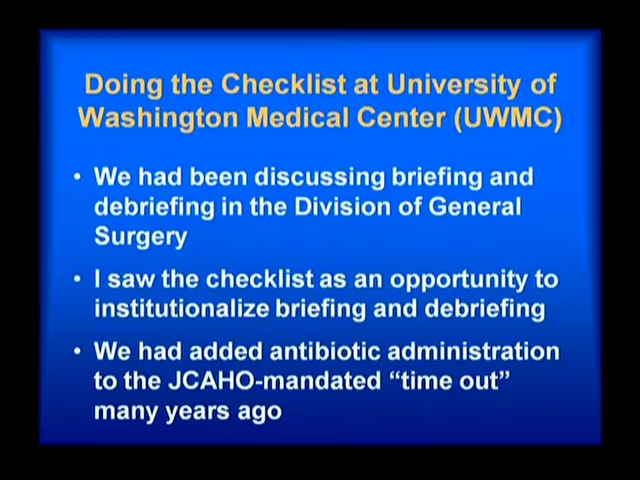 Doing the Checklist at University of
Washington Medical Center (UWMC)
• We had been discussing briefing and
debriefing in the Division of General
Surgery
• I saw the checklist as an opportunity to
institutionalize briefing and debriefing
• We had added antibiotic administration
to the JCAHO-mandated “time out”
many years ago